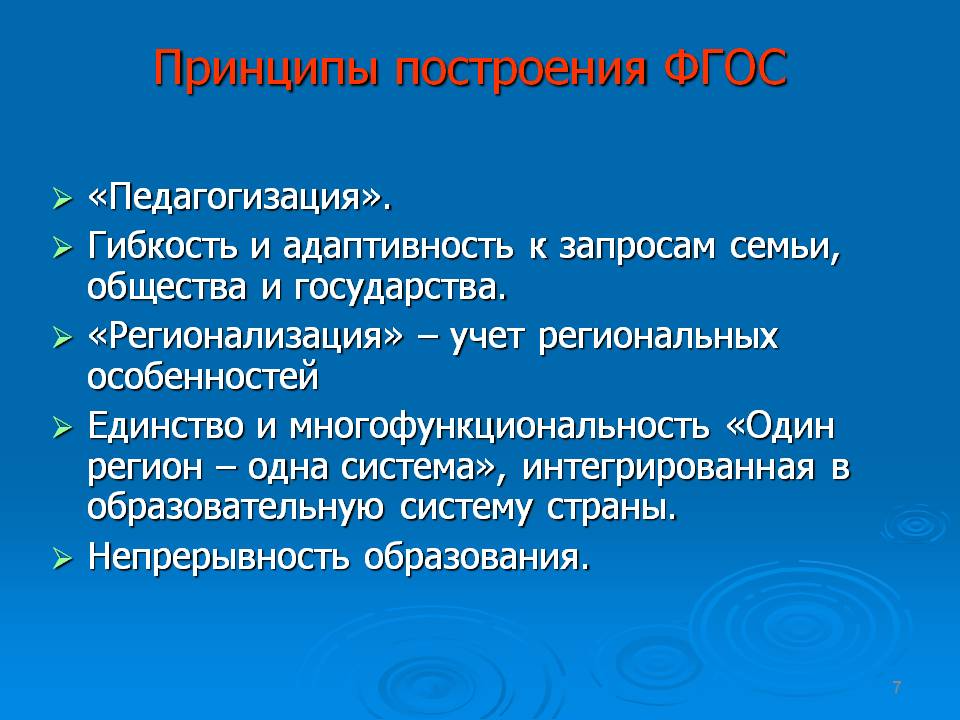 Принципы построения ФГОС
«Педагогизация».
Гибкость и адаптивность к запросам семьи,
общества и государства.
«Регионализация» – учет региональных
особенностей
Единство и многофункциональность «Один
регион – одна система», интегрированная в
образовательную систему страны.
Непрерывность образования.
7